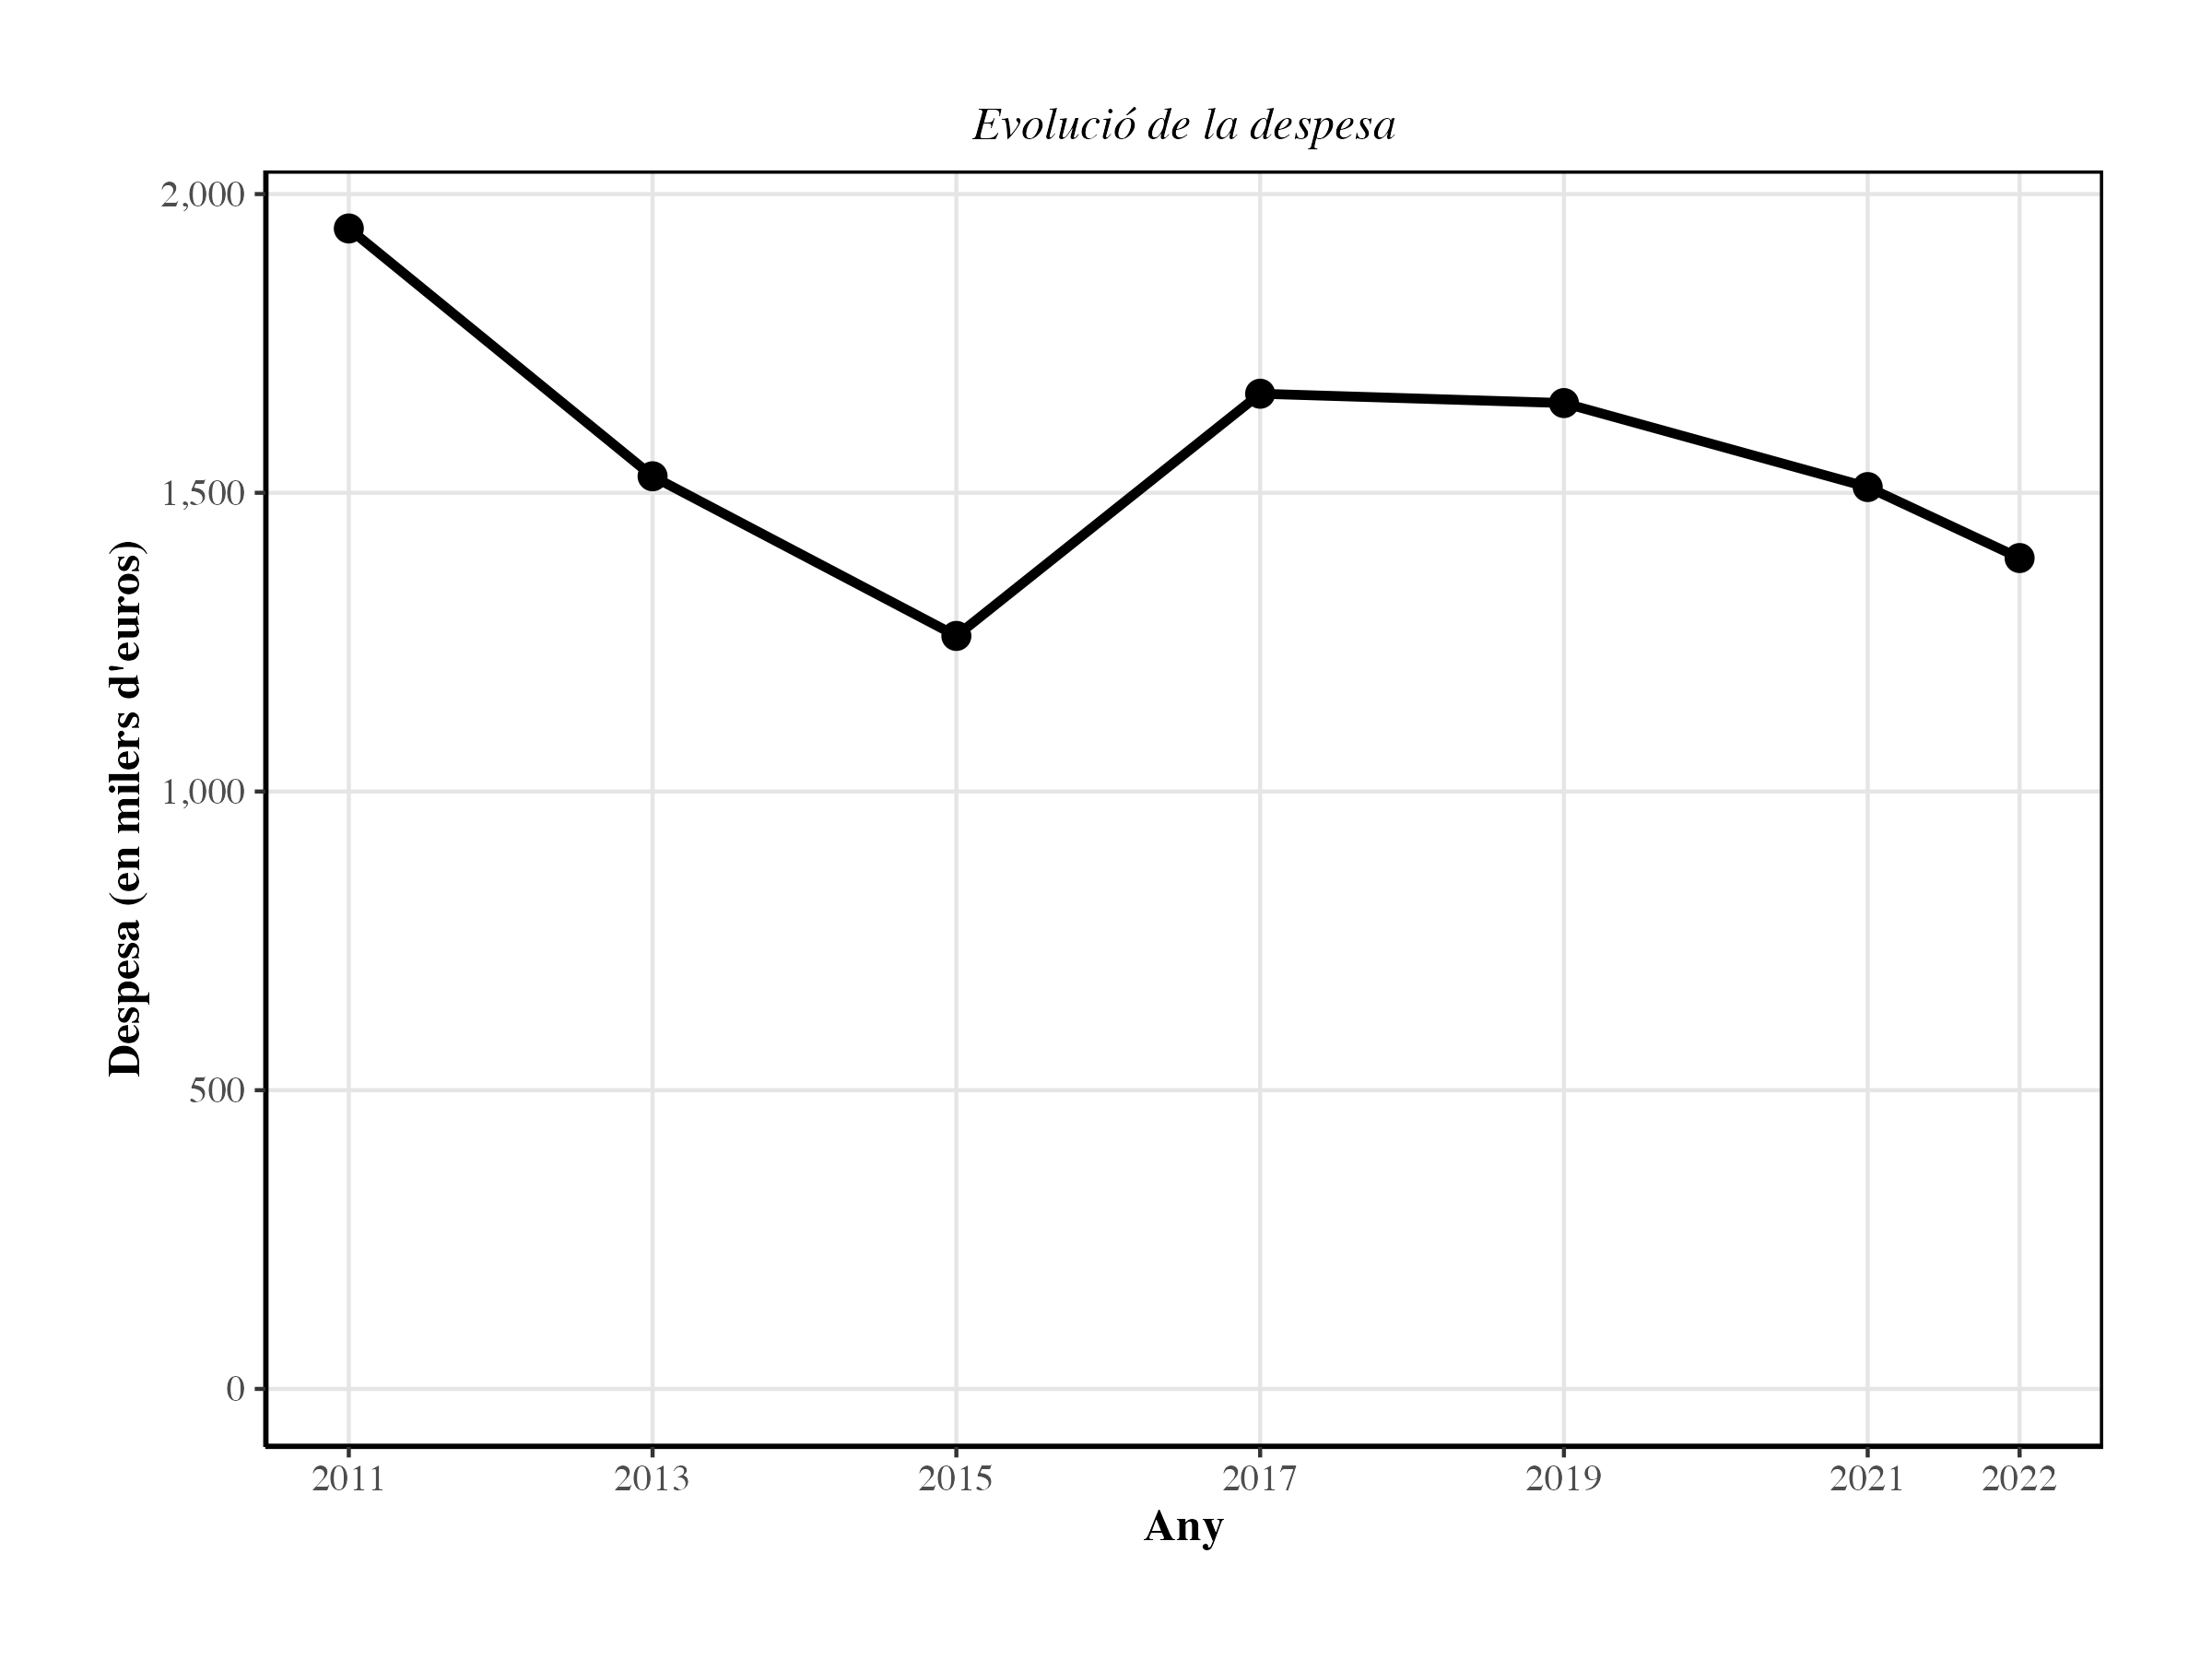 Evolució de la despesa
Despesa (en milers d'euros)
2,000
1,500
1,000
500
0
2011 2013 2015 2017 2019 2021 2022
Any